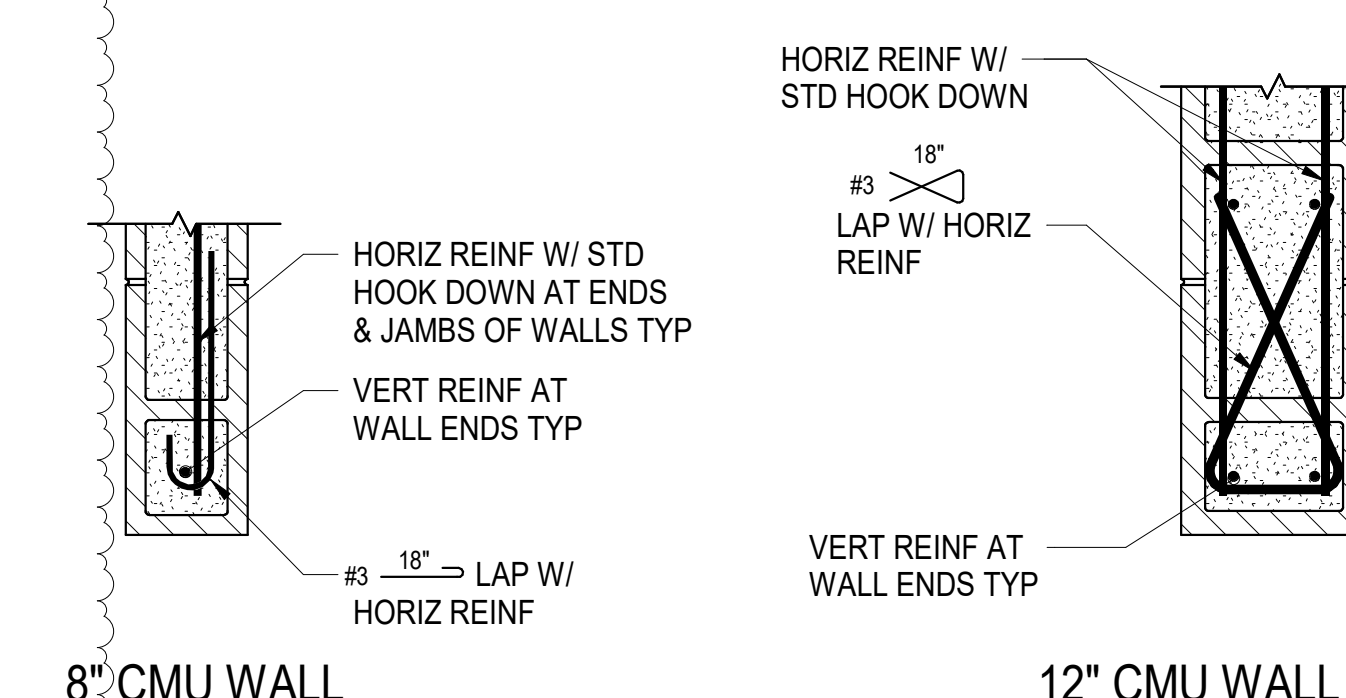 HORIZ REINF W/ STD
HOOK DOWN AT ENDS
& JAMBS OF WALLS TYP
VERT REINF AT
WALL ENDS TYP
#3 18" LAP W/
HORIZ REINF
8" CMU WALL
HORIZ REINF W/
STD HOOK DOWN
18"
#3
LAP W/ HORIZ
REINF
VERT REINF AT
WALL ENDS TYP
12" CMU WALL